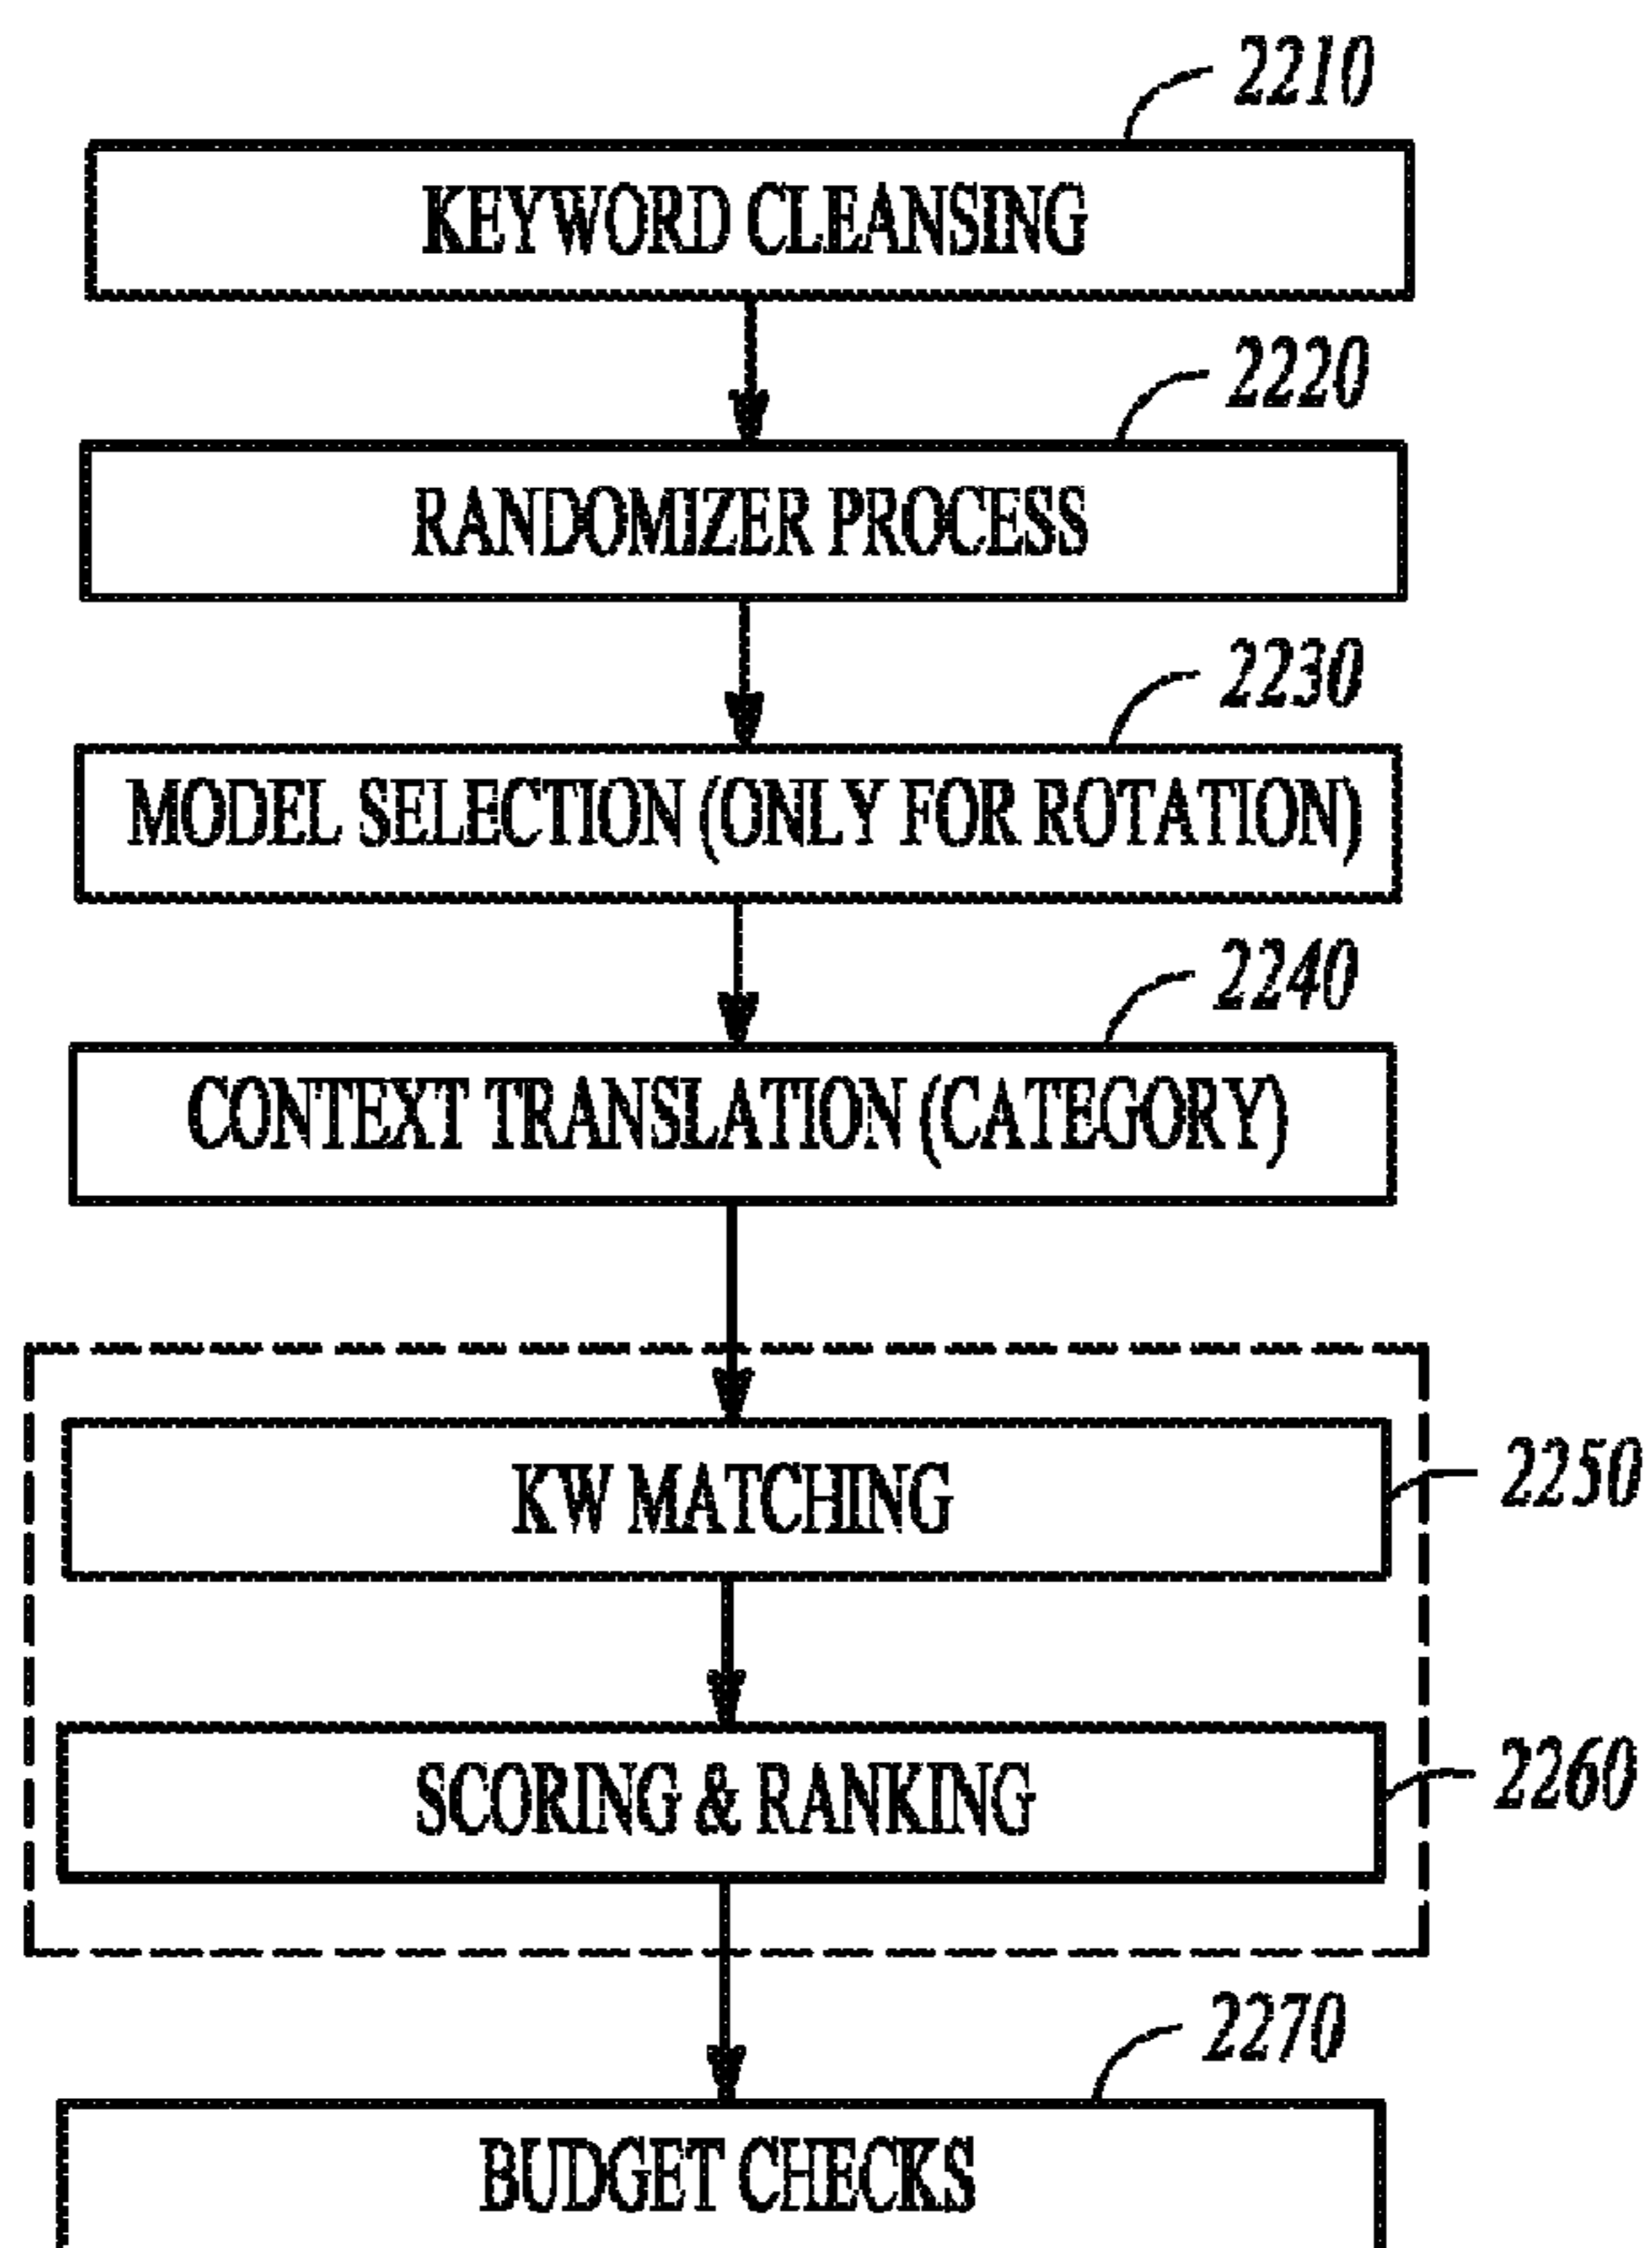 2210
KEYWORD CLEANSING
2220
RANDOMIZER PROCESS
2230
MODEL SELECTION (ONLY FOR ROTATION)
2240
CONTEXT TRANSLATION (CATEGORY)
KW MATCHING
2250
SCORING & RANKING
2260
2270
BUDGET CHECKS